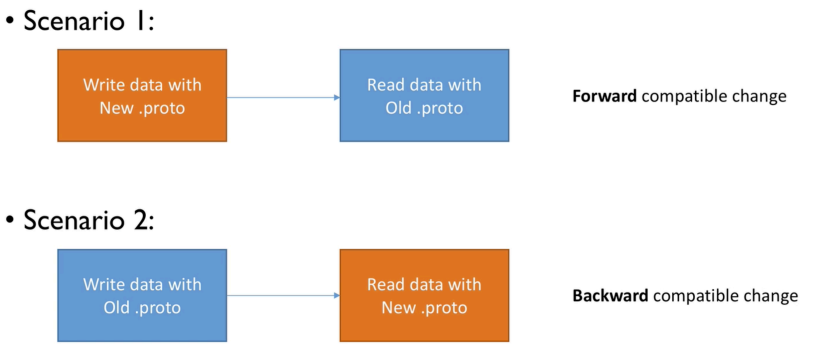 • Scenario 1:
Write data with
New .proto
Read data with
Old .proto
Forward compatible change
• Scenario 2:
Write data with
Old .proto
Read data with
New .proto
Backward compatible change